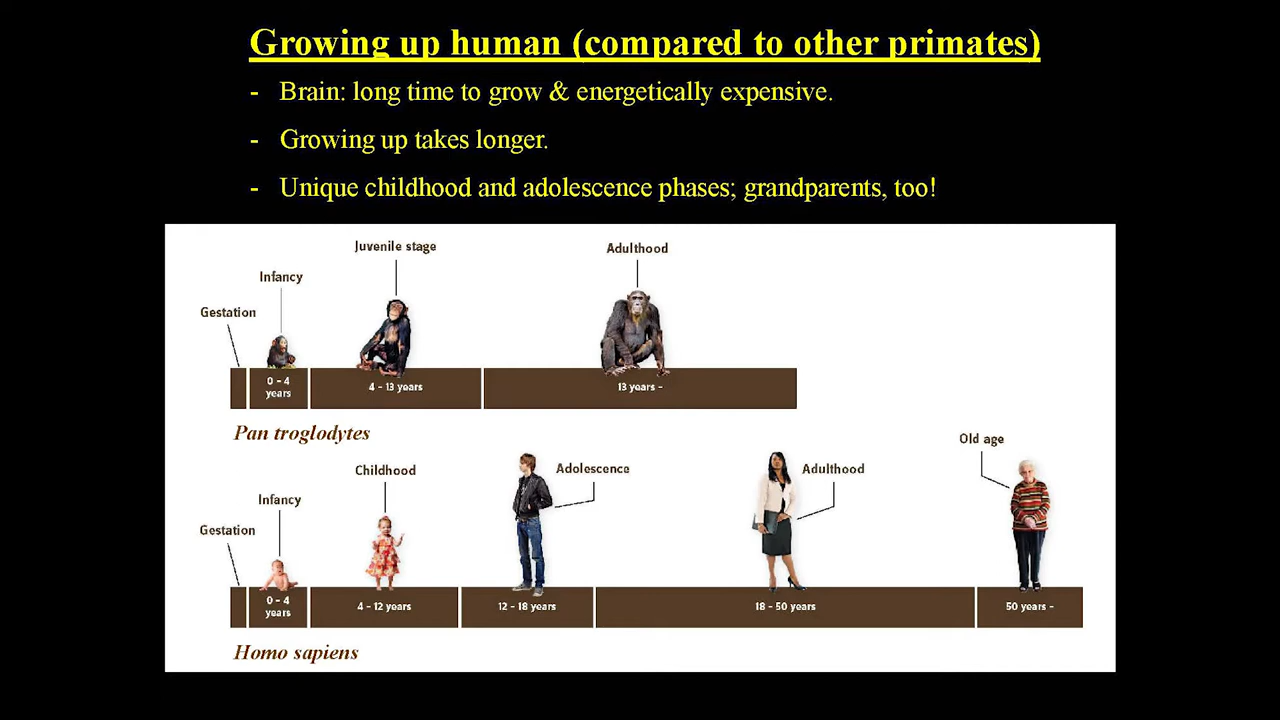 Growing up human (compared to other primates)
- Brain: long time to grow & energetically expensive.
- Growing up takes longer.
- Unique childhood and adolescence phases; grandparents, too!
Juvenile stage
Adulthood
Infancy
Gestation
0 – 4
years
4 – 13 years
13 years –
Pan troglodytes
Old age
Childhood
Adolescence
Adulthood
Infancy
Gestation
0 – 4
years
4 – 12 years
12 – 18 years
18 – 50 years
50 years –
Homo sapiens